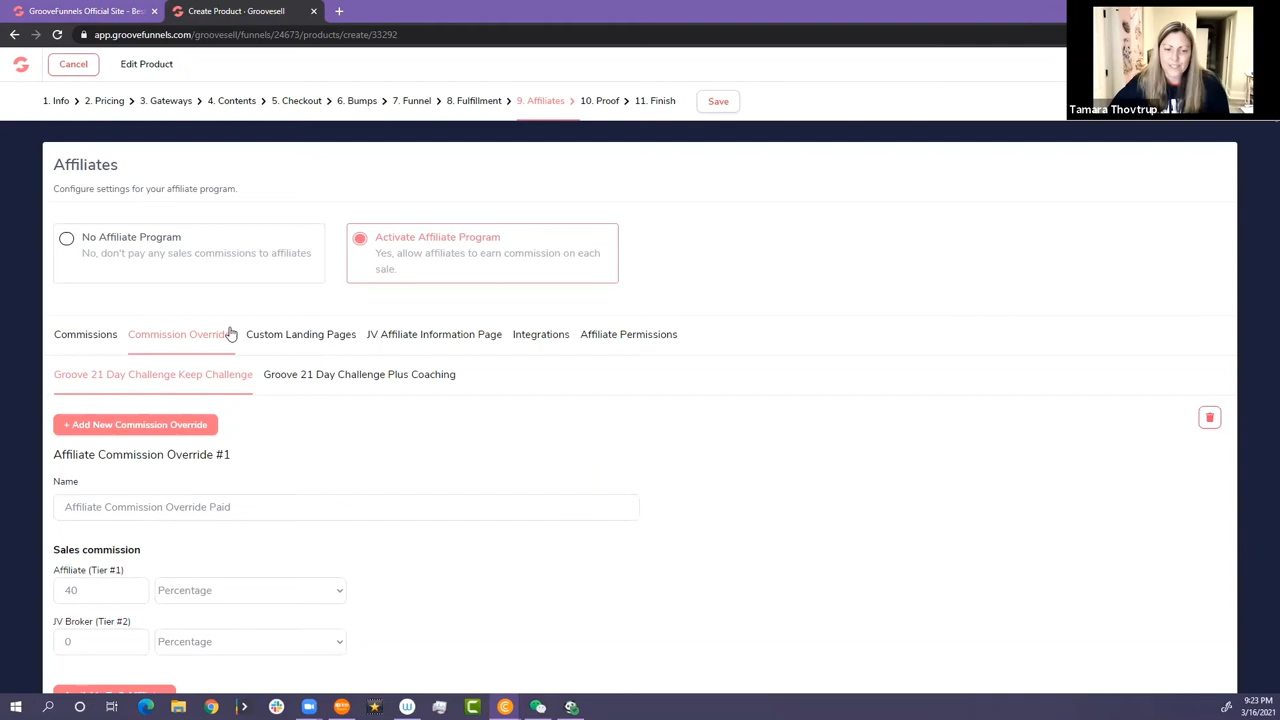 GrooveFunnels Official Site - Bes
Create Product · Groovesell
app.groovefunnels.com/groovesell/funnels/24673/products/create/33292
Cancel
Edit Product
1. Info > 2. Pricing > 3. Gateways > 4. Contents > 5. Checkout > 6. Bumps > 7. Funnel > 8. Fulfillment > 9. Affiliates > 10. Proof > 11. Finish
Save
Tamara Thovtrup
Affiliates
Configure settings for your affiliate program.
No Affiliate Program
No, don't pay any sales commissions to affiliates
Activate Affiliate Program
Yes, allow affiliates to earn commission on each
sale.
Commissions Commission Override Custom Landing Pages JV Affiliate Information Page Integrations Affiliate Permissions
Groove 21 Day Challenge Keep Challenge Groove 21 Day Challenge Plus Coaching
+ Add New Commission Override
Affiliate Commission Override #1
Name
Affiliate Commission Override Paid
Sales commission
Affiliate (Tier #1)
40 Percentage
JV Broker (Tier #2)
0 Percentage
9:23 PM
3/16/2021